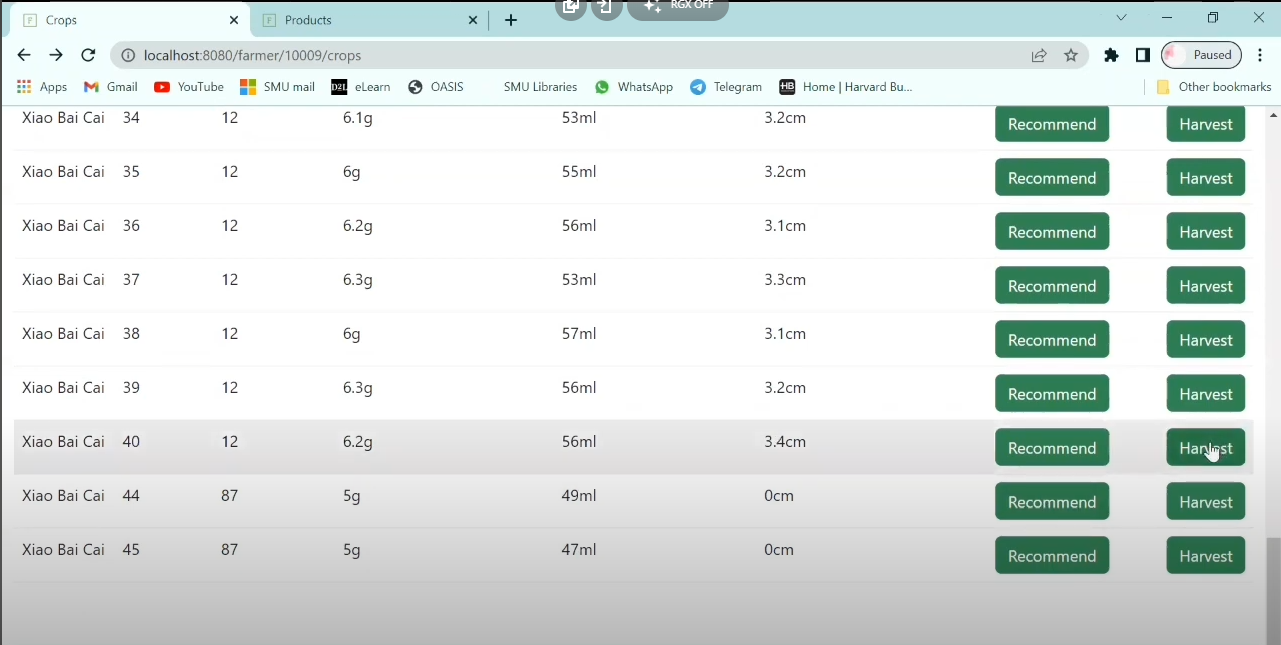 RGX OFF
Crops Products
localhost:8080/farmer/10009/crops Paused
Apps Gmail YouTube SMU mail D2L eLearn OASIS SMU Libraries WhatsApp Telegram HB Home | Harvard Bu... Other bookmarks
Xiao Bai Cai 34 12 6.1g 53ml 3.2cm Recommend Harvest
Xiao Bai Cai 35 12 6g 55ml 3.2cm Recommend Harvest
Xiao Bai Cai 36 12 6.2g 56ml 3.1cm Recommend Harvest
Xiao Bai Cai 37 12 6.3g 53ml 3.3cm Recommend Harvest
Xiao Bai Cai 38 12 6g 57ml 3.1cm Recommend Harvest
Xiao Bai Cai 39 12 6.3g 56ml 3.2cm Recommend Harvest
Xiao Bai Cai 40 12 6.2g 56ml 3.4cm Recommend Harvest
Xiao Bai Cai 44 87 5g 49ml 0cm Recommend Harvest
Xiao Bai Cai 45 87 5g 47ml 0cm Recommend Harvest